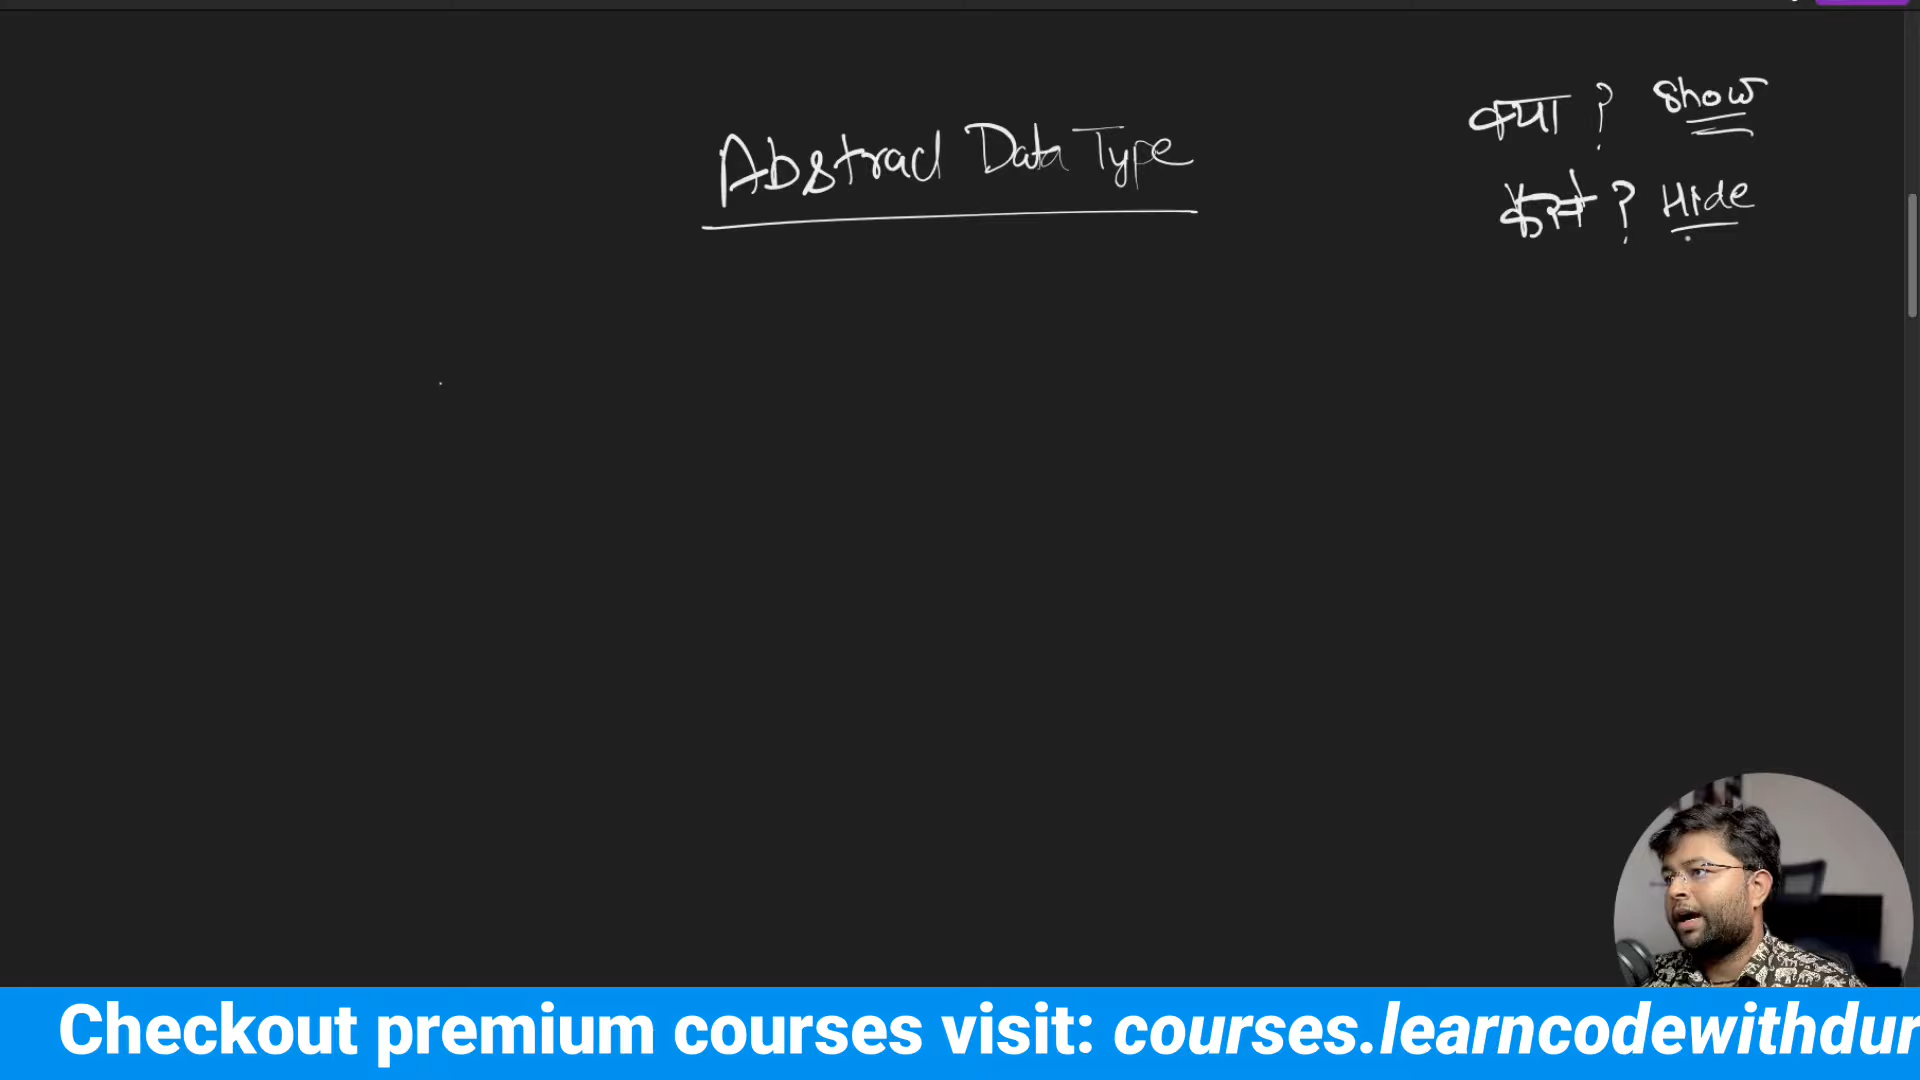 Abstract Data Type
क्या ? Show
कैसे ? Hide
Checkout premium courses visit: courses.learncodewithdur